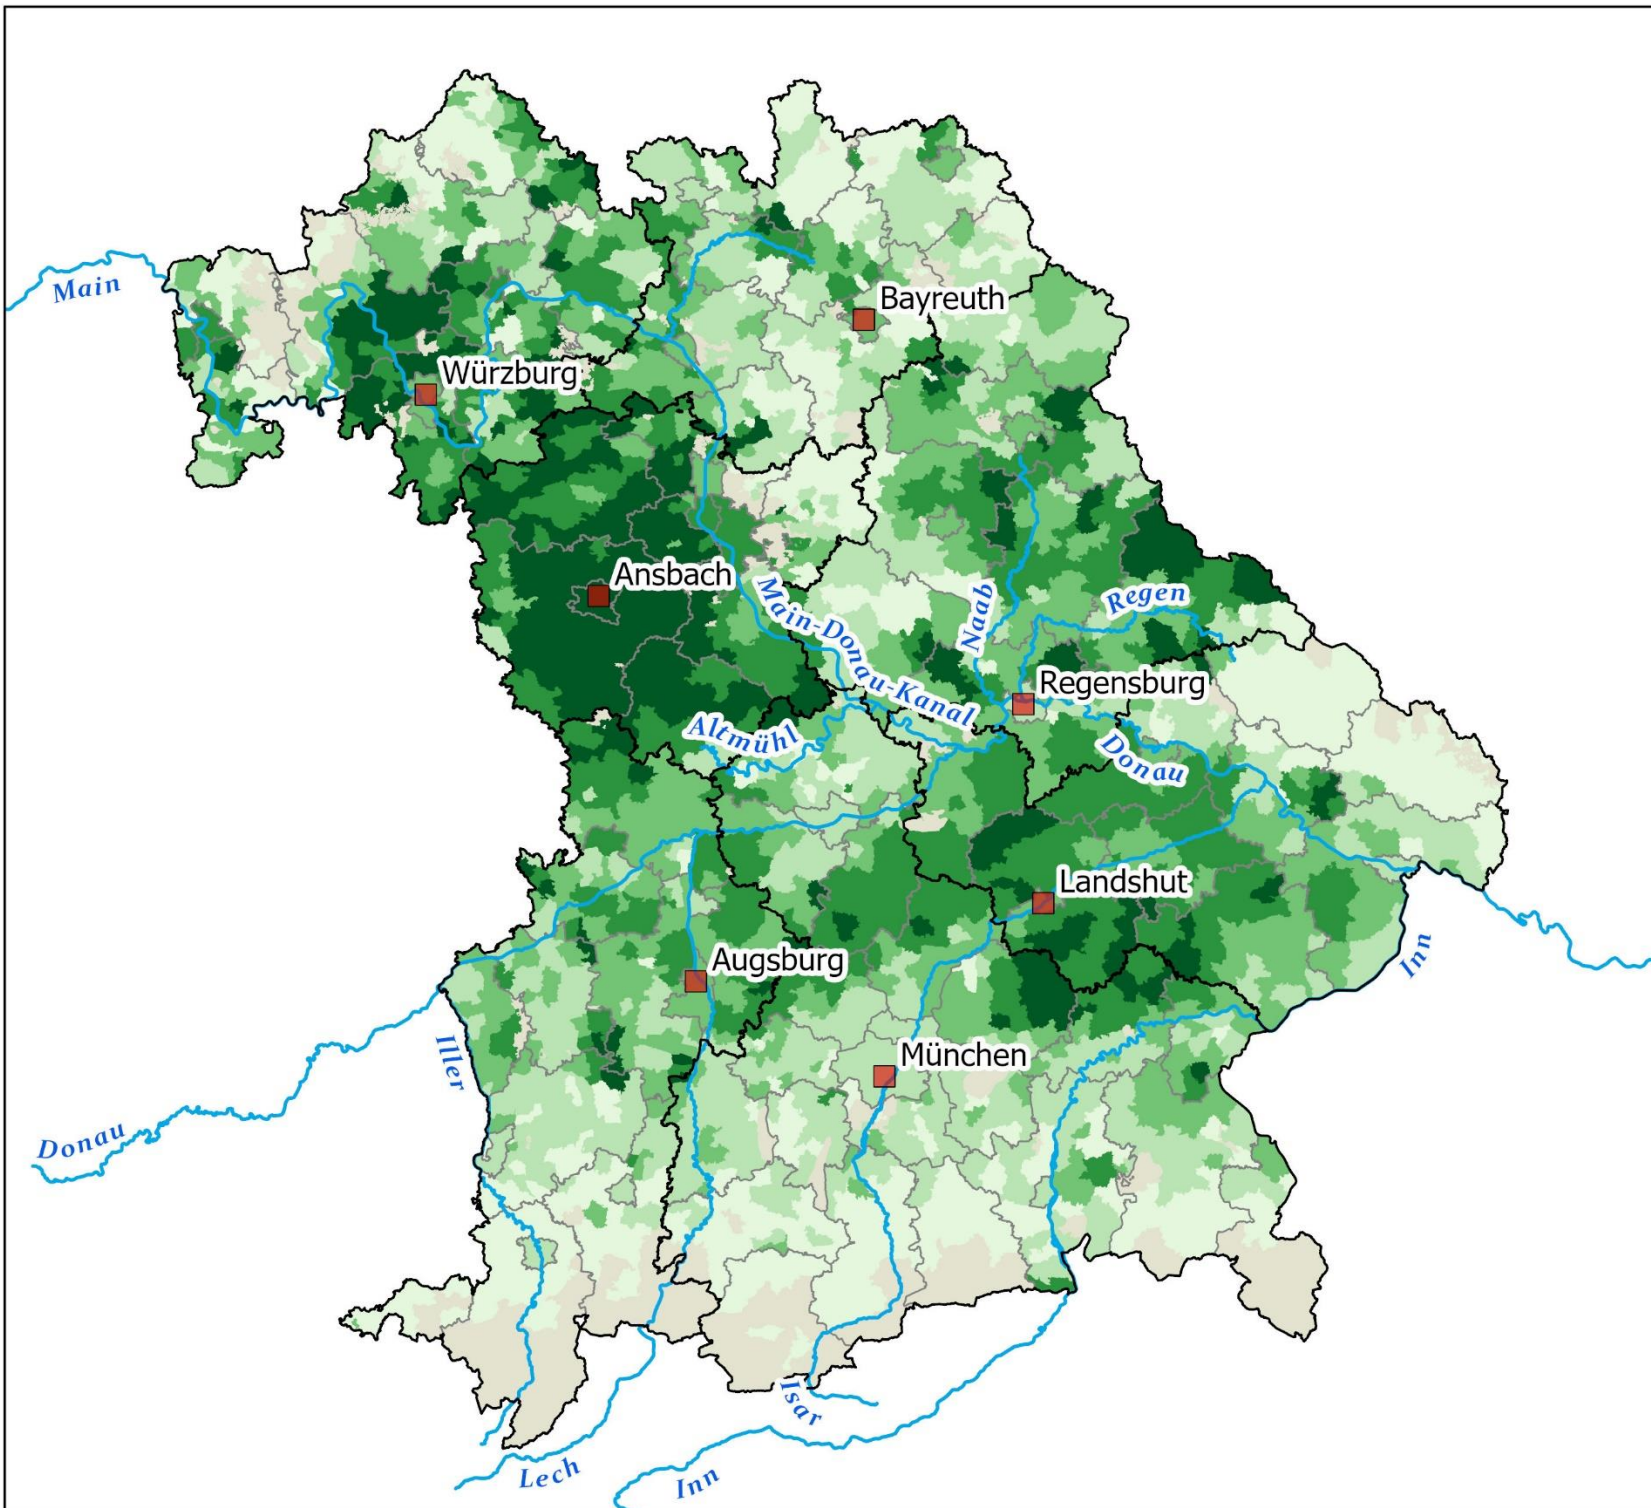 Main
Bayreuth
Würzburg
Ansbach
Main-Donau-Kanal
Naab
Regen
Regensburg
Altmühl
Donau
Landshut
Augsburg
Inn
München
Iller
Donau
Isar
Lech
Inn